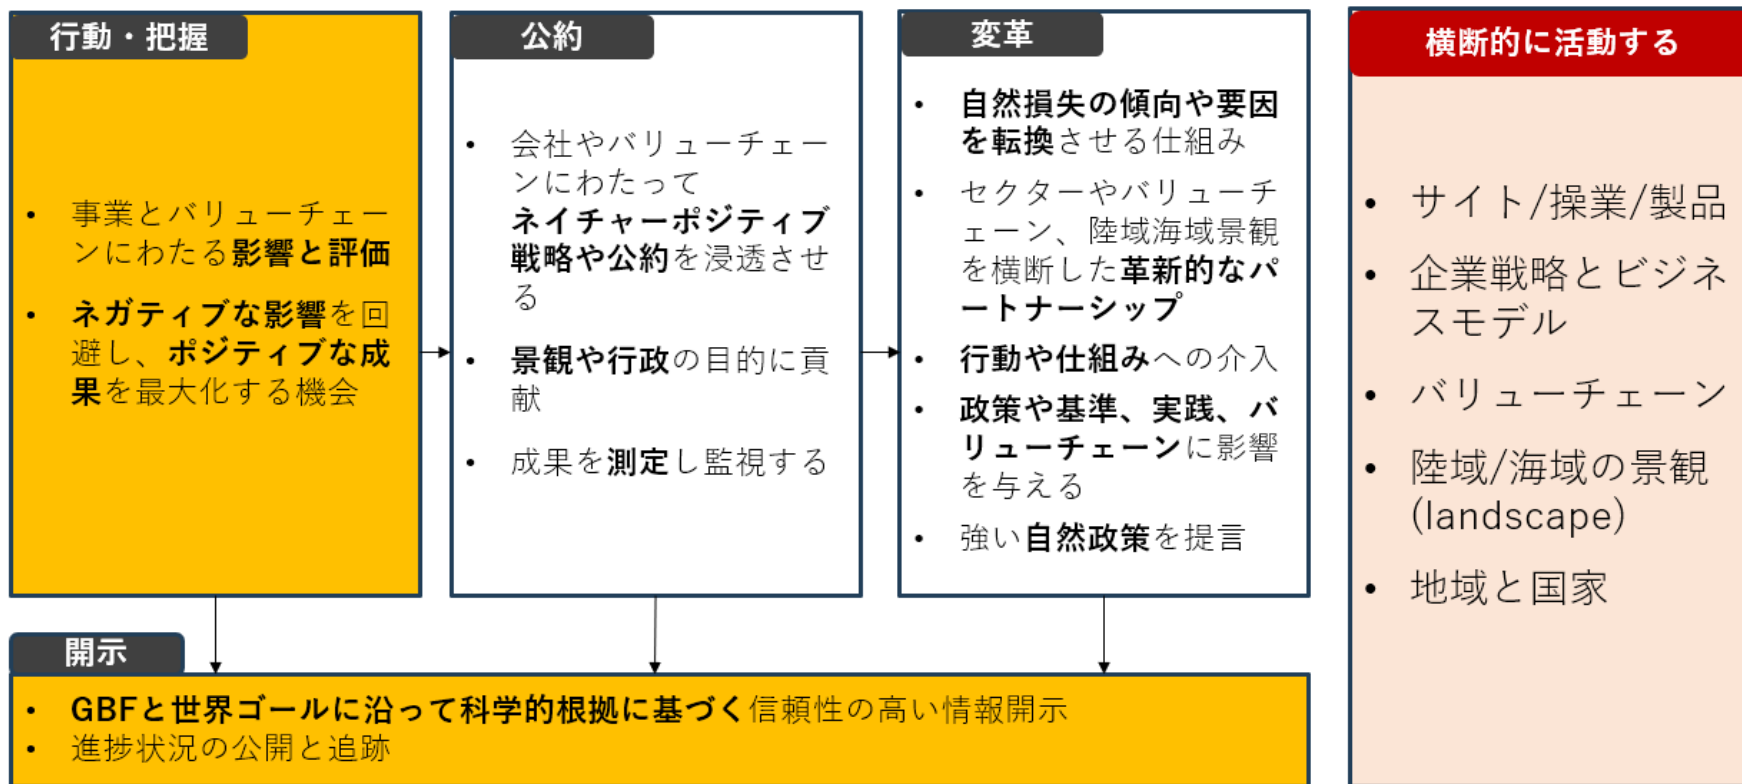 行動・把握
• 事業とバリューチェー
ンにわたる影響と評価
• ネガティブな影響を回
避し、ポジティブな成
果を最大化する機会
公約
• 会社やバリューチェー
ンにわたって
ネイチャーポジティブ
戦略や公約を浸透させ
る
• 景観や行政の目的に貢
献
• 成果を測定し監視する
変革
• 自然損失の傾向や要因
を転換させる仕組み
• セクターやバリューチ
ェーン、陸域海域景観
を横断した革新的なパ
ートナーシップ
• 行動や仕組みへの介入
• 政策や基準、実践、バ
リューチェーンに影響
を与える
• 強い自然政策を提言
開示
• GBFと世界ゴールに沿って科学的根拠に基づく信頼性の高い情報開示
• 進捗状況の公開と追跡
横断的に活動する
• サイト/操業/製品
• 企業戦略とビジネ
スモデル
• バリューチェーン
• 陸域/海域の景観
(landscape)
• 地域と国家